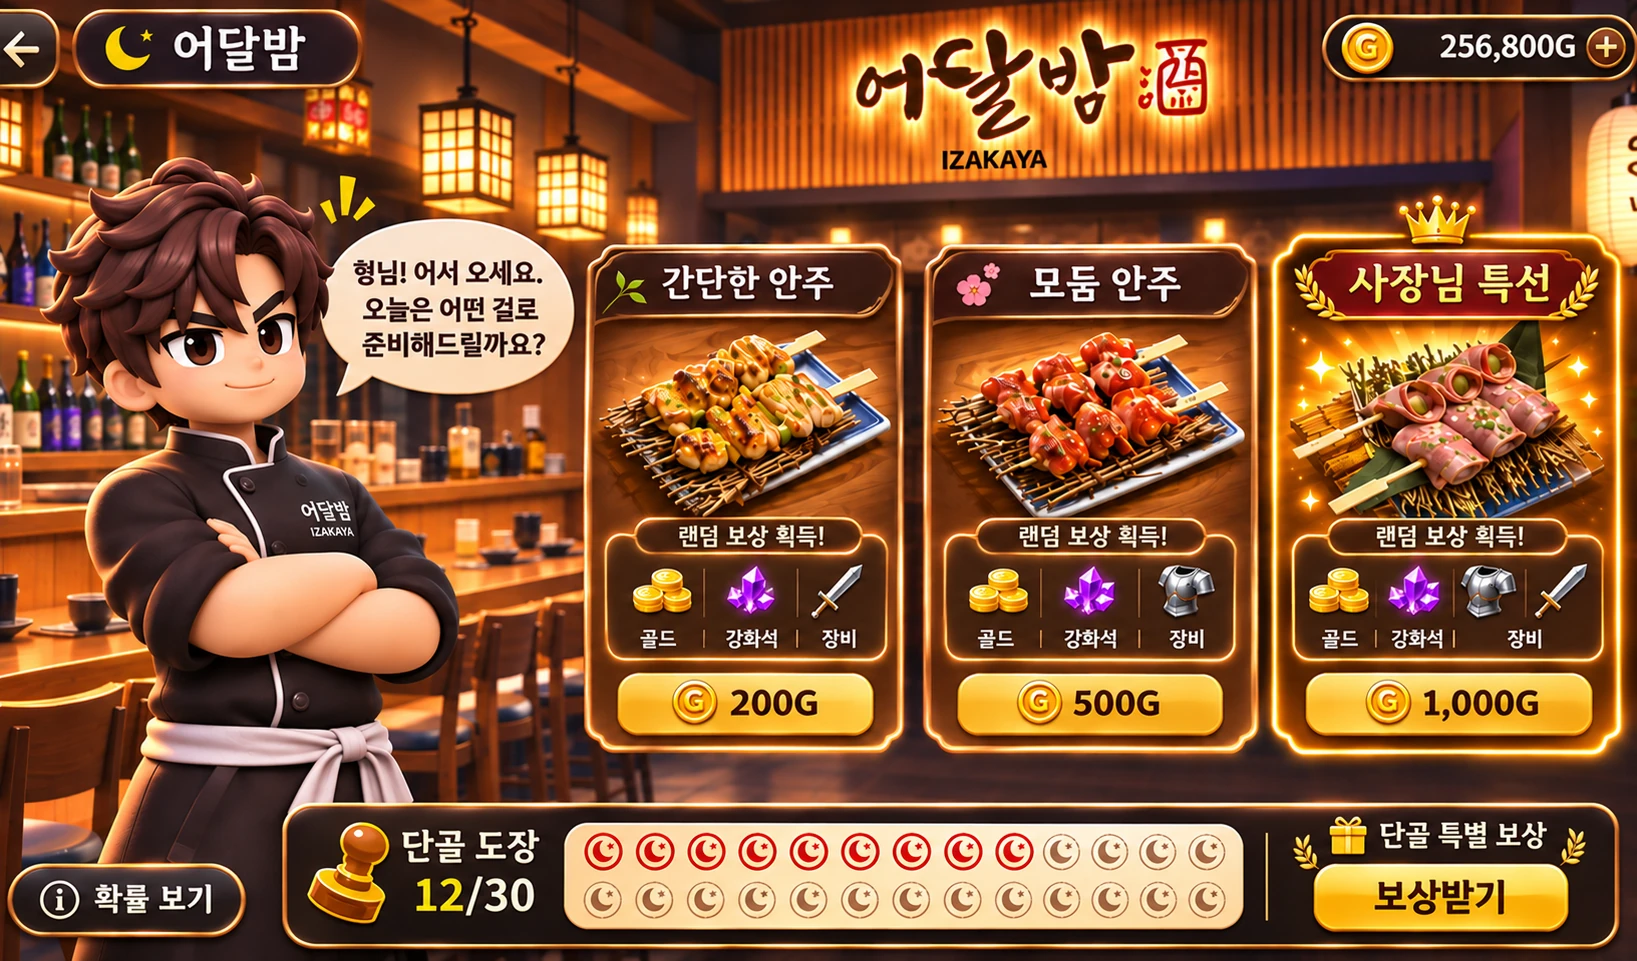 어달밤
어달밤 酒
IZAKAYA
256,800G
형님! 어서 오세요.
오늘은 어떤 걸로
준비해드릴까요?
어달밤
IZAKAYA
간단한 안주
랜덤 보상 획득!
골드 강화석 장비
200G
모둠 안주
랜덤 보상 획득!
골드 강화석 장비
500G
사장님 특선
랜덤 보상 획득!
골드 강화석 장비
1,000G
확률 보기
단골 도장
12/30
단골 특별 보상
보상받기